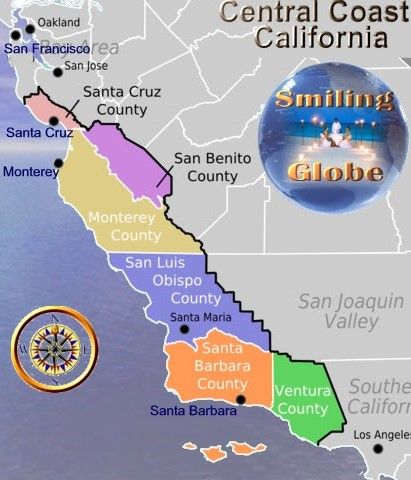 Central Coast
California
Oakland
San Francisco
Bay Area
San Jose
Smiling
Globe
Santa Cruz
County
Santa Cruz
San Benito
County
Monterey
Monterey
County
San Luis
Obispo
County
San Joaquin
Valley
Santa Maria
Santa
Barbara
County
Santa Barbara
Ventura
County
Southe
Californ
Los Angeles
N
W
E
S